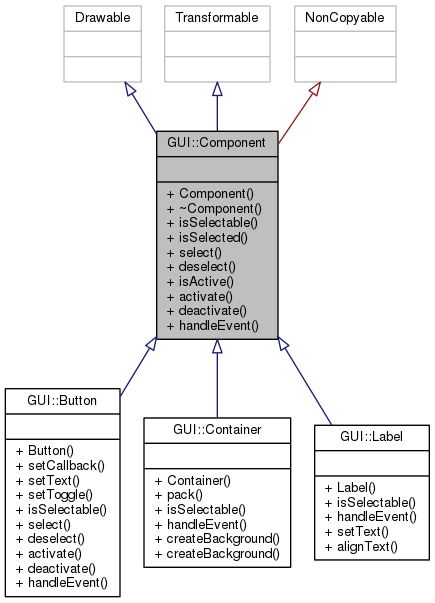 Drawable
Transformable
NonCopyable
GUI::Component
+ Component()
+ ~Component()
+ isSelectable()
+ isSelected()
+ select()
+ deselect()
+ isActive()
+ activate()
+ deactivate()
+ handleEvent()
GUI::Button
+ Button()
+ setCallback()
+ setText()
+ setToggle()
+ isSelectable()
+ select()
+ deselect()
+ activate()
+ deactivate()
+ handleEvent()
GUI::Container
+ Container()
+ pack()
+ isSelectable()
+ handleEvent()
+ createBackground()
+ createBackground()
GUI::Label
+ Label()
+ isSelectable()
+ handleEvent()
+ setText()
+ alignText()